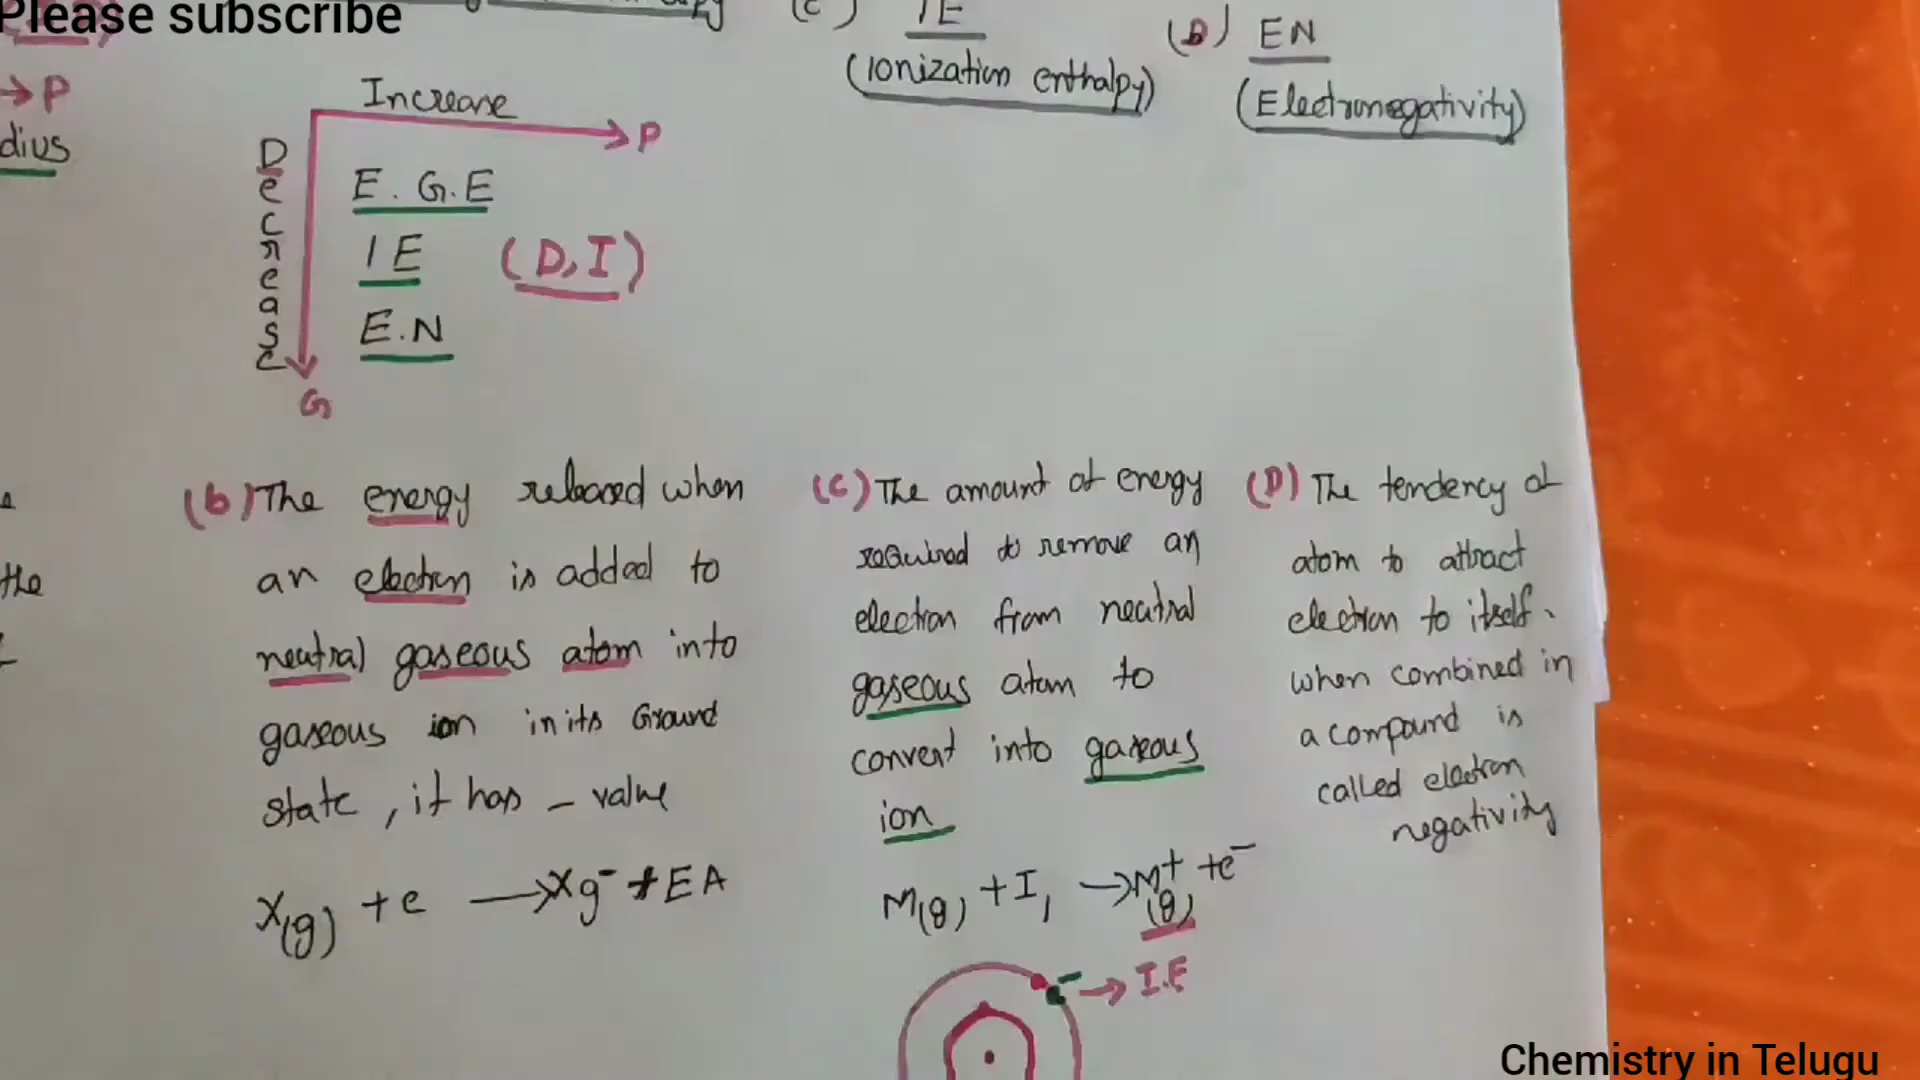 Please subscribe
(C) IE
(Ionization enthalpy)
(D) EN
(Electronegativity)
→P
dius
Increase
→P
Decrease
G
E.G.E
IE (D,I)
E.N
the
(b) The energy released when
an electron is added to
neutral gaseous atom into
gaseous ion in its Ground
state, it has - value
X(g) + e → Xg⁻ + EA
(C) The amount of energy
required to remove an
electron from neutral
gaseous atom to
convert into gaseous
ion
M(g) + I₁ → M⁺(g) + e⁻
→ I.E
(D) The tendency of
atom to attract
electron to itself.
when combined in
a compound is
called electron
negativity
Chemistry in Telugu